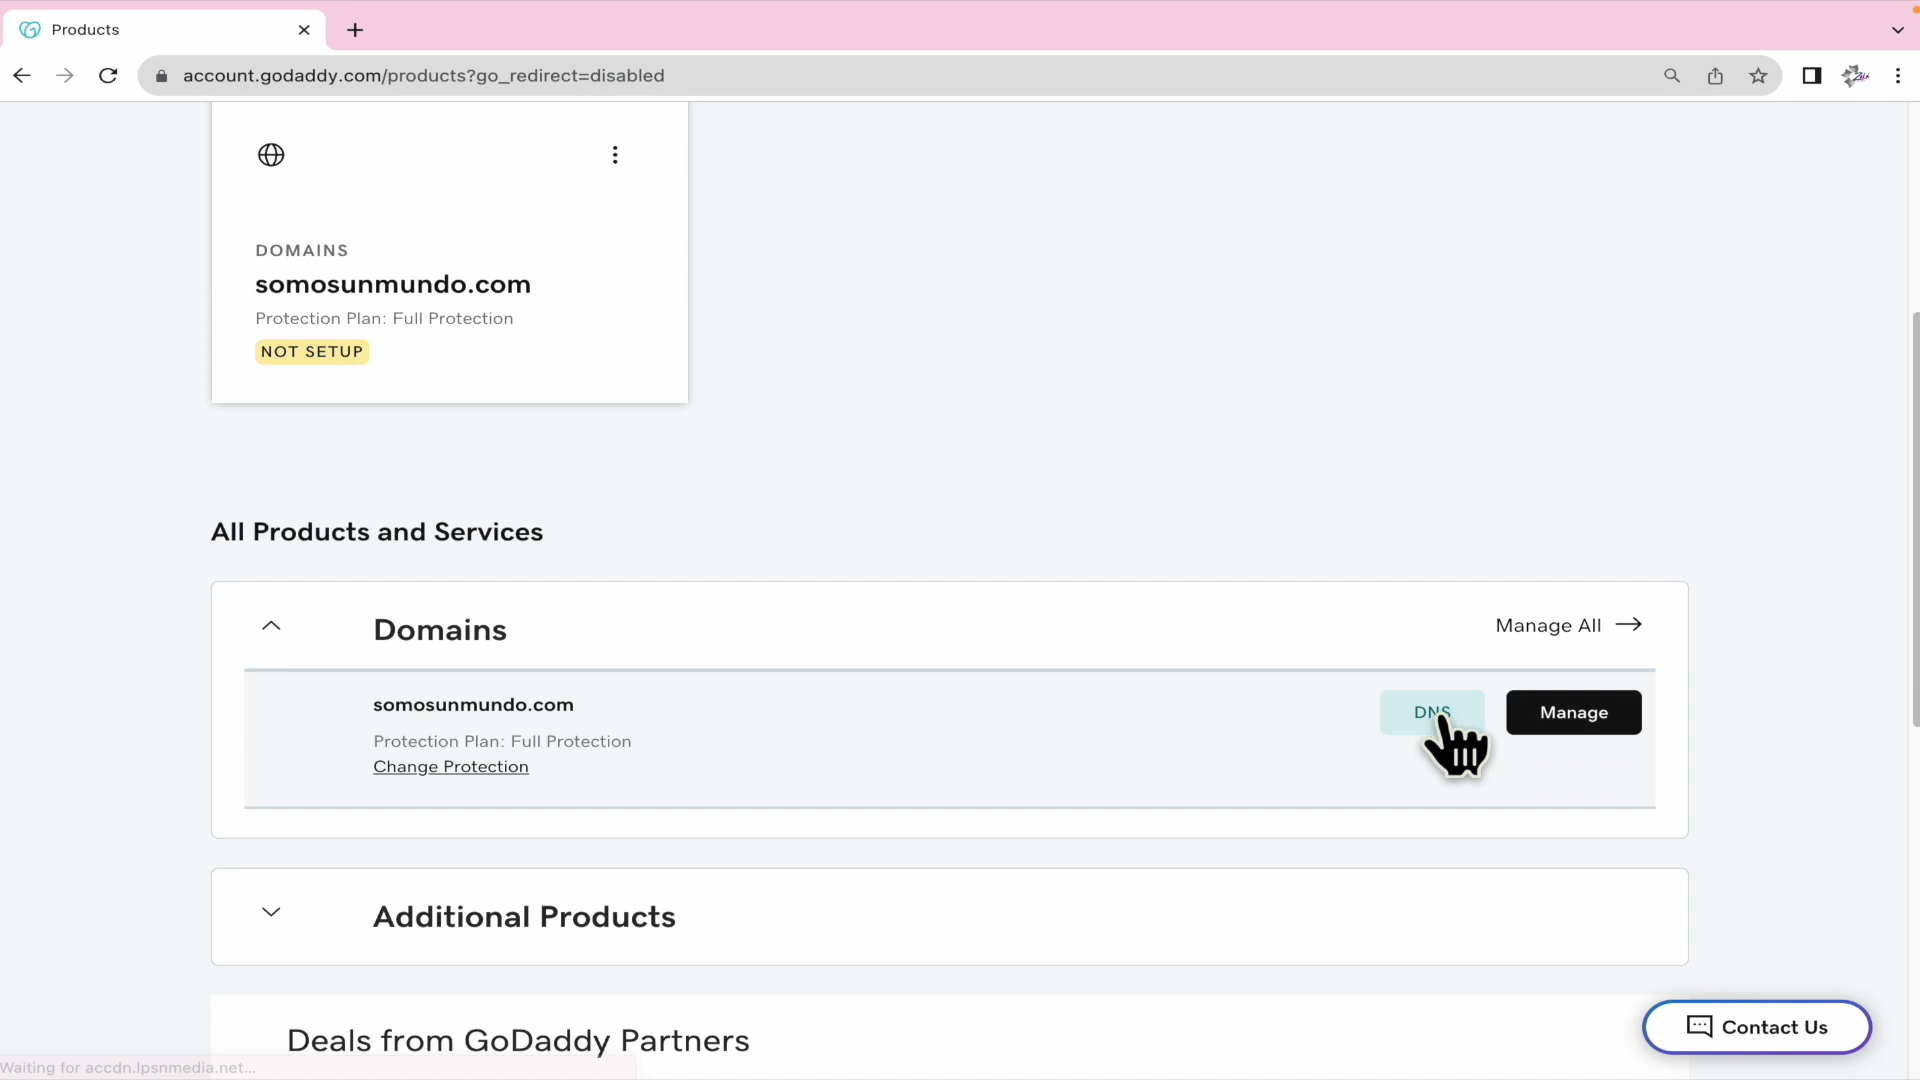 Products
account.godaddy.com/products?go_redirect=disabled
DOMAINS
somosunmundo.com
Protection Plan: Full Protection
NOT SETUP
All Products and Services
Domains
Manage All
somosunmundo.com
DNS
Manage
Protection Plan: Full Protection
Change Protection
Additional Products
Deals from GoDaddy Partners
Contact Us
Waiting for accdn.lpsnmedia.net...